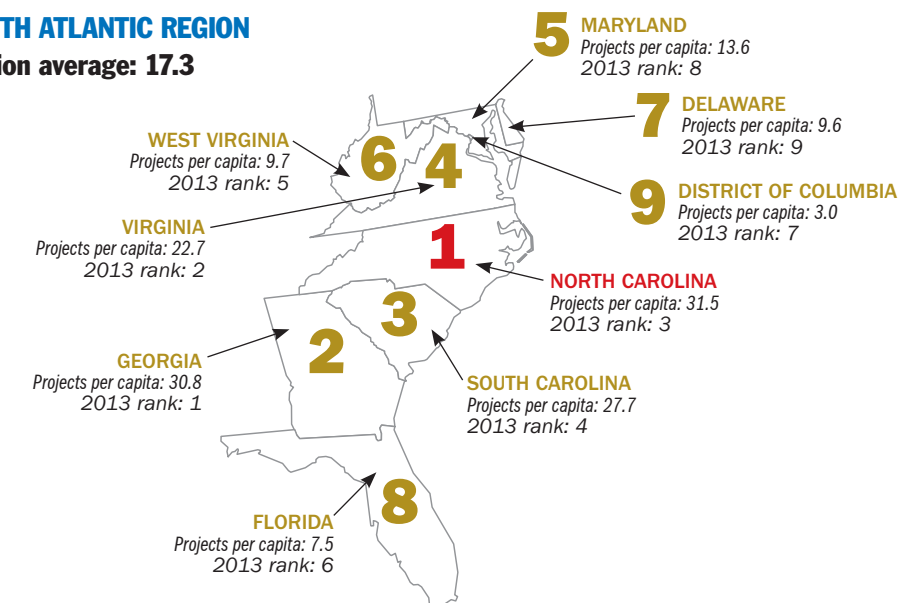 TH ATLANTIC REGION
ion average: 17.3
5
MARYLAND
Projects per capita: 13.6
2013 rank: 8
7
DELAWARE
Projects per capita: 9.6
2013 rank: 9
WEST VIRGINIA
Projects per capita: 9.7
2013 rank: 5
6
4
9
DISTRICT OF COLUMBIA
Projects per capita: 3.0
2013 rank: 7
VIRGINIA
Projects per capita: 22.7
2013 rank: 2
1
NORTH CAROLINA
Projects per capita: 31.5
2013 rank: 3
3
2
GEORGIA
Projects per capita: 30.8
2013 rank: 1
SOUTH CAROLINA
Projects per capita: 27.7
2013 rank: 4
8
FLORIDA
Projects per capita: 7.5
2013 rank: 6